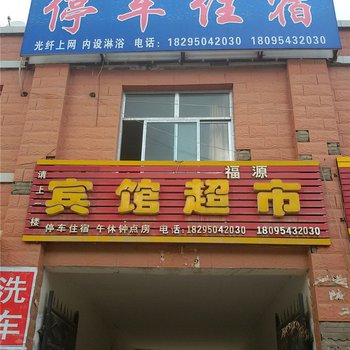 停车住宿
光纤上网 内设淋浴 电话：18295042030 18095432030
福源
请上二楼
宾馆超市
停车住宿 午休钟点房 电话：18295042030 18095432030
洗车